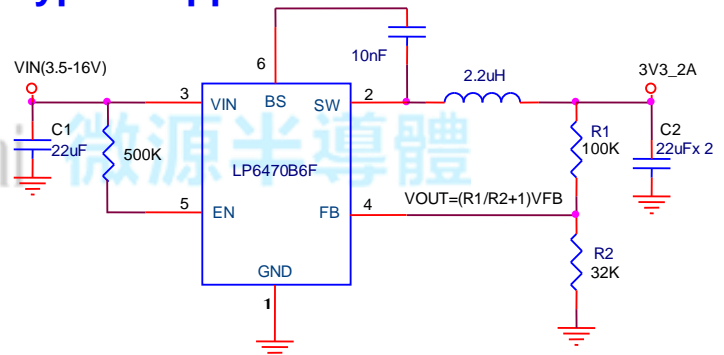 10nF
VIN(3.5-16V)
6
2.2uH
3V3_2A
3
VIN
BS
SW
2
C1
22uF
500K
微源半導體
LP6470B6F
R1
100K
C2
22uFx 2
5
EN
FB
4
VOUT=(R1/R2+1)VFB
R2
32K
GND
1